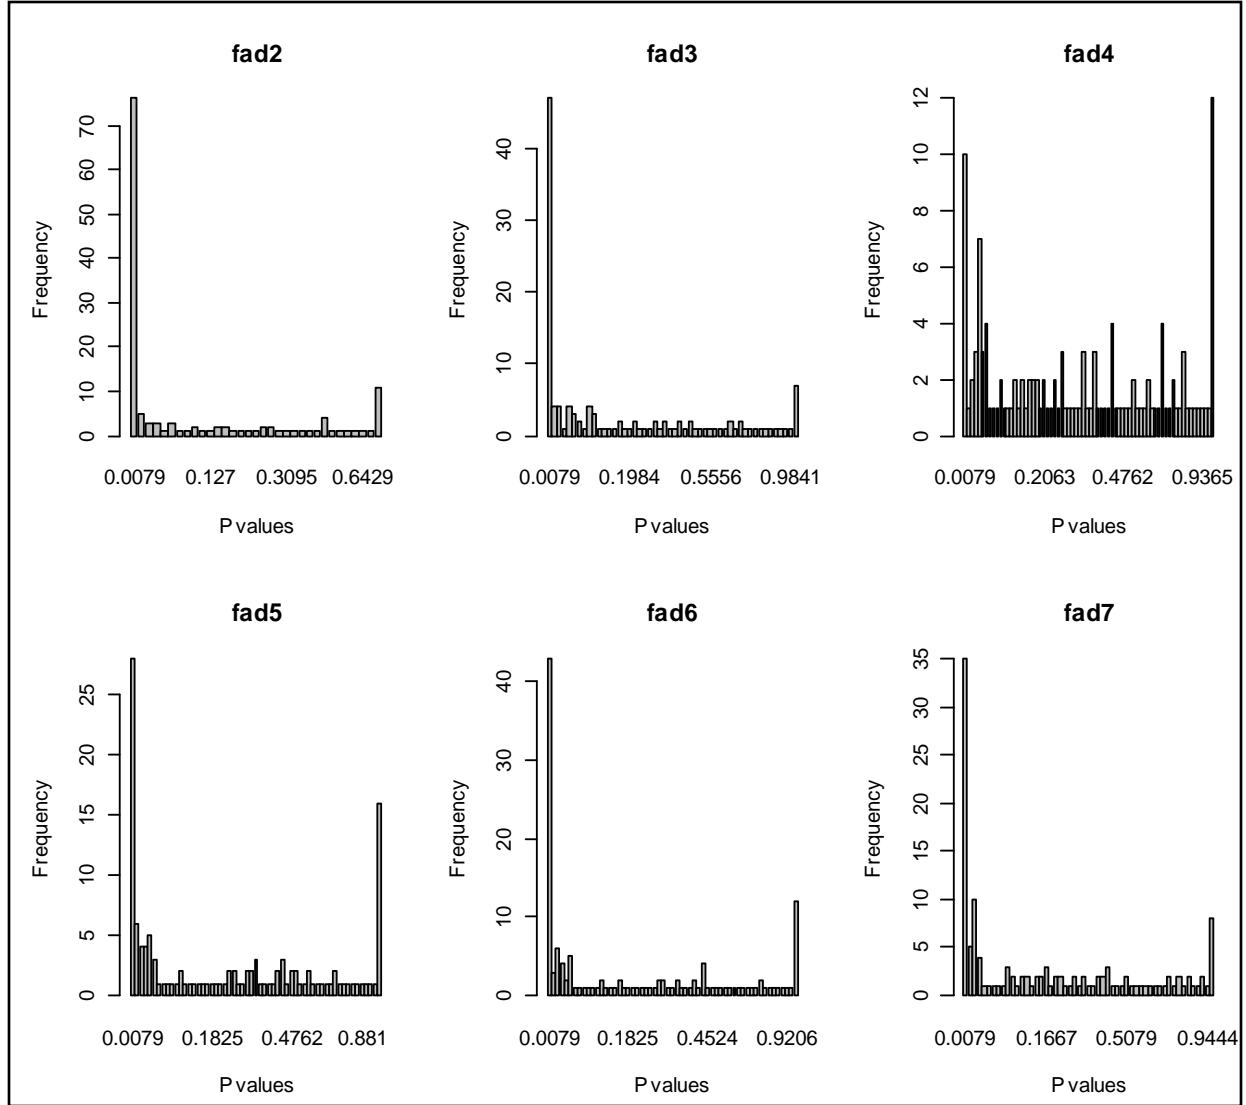 fad2 fad3 fad4
Frequency Frequency Frequency
0 10 20 30 40 50 60 70
0 10 20 30 40
0 2 4 6 8 10 12
0.0079 0.127 0.3095 0.6429
0.0079 0.1984 0.5556 0.9841
0.0079 0.2063 0.4762 0.9365
P values P values P values
fad5 fad6 fad7
Frequency Frequency Frequency
0 5 10 15 20 25
0 10 20 30 40
0 5 10 15 20 25 30 35
0.0079 0.1825 0.4762 0.881
0.0079 0.1825 0.4524 0.9206
0.0079 0.1667 0.5079 0.9444
P values P values P values